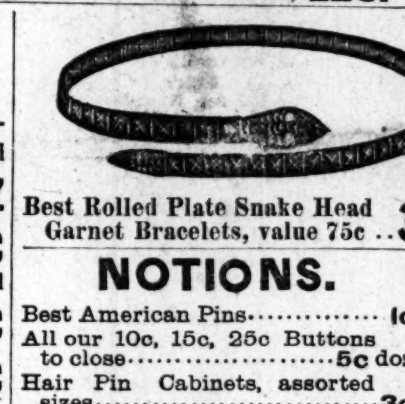 Best Rolled Plate Snake Head
Garnet Bracelets, value 75c ..
NOTIONS.
Best American Pins..............
All our 10c, 15c, 25c Buttons
to close......................5c
Hair Pin Cabinets, assorted
sizes